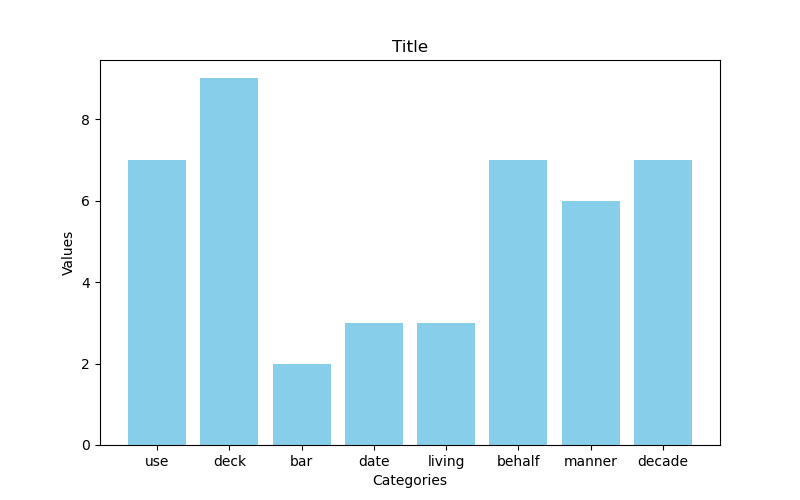 Title
Values
8
6
4
2
0
use deck bar date living behalf manner decade
Categories